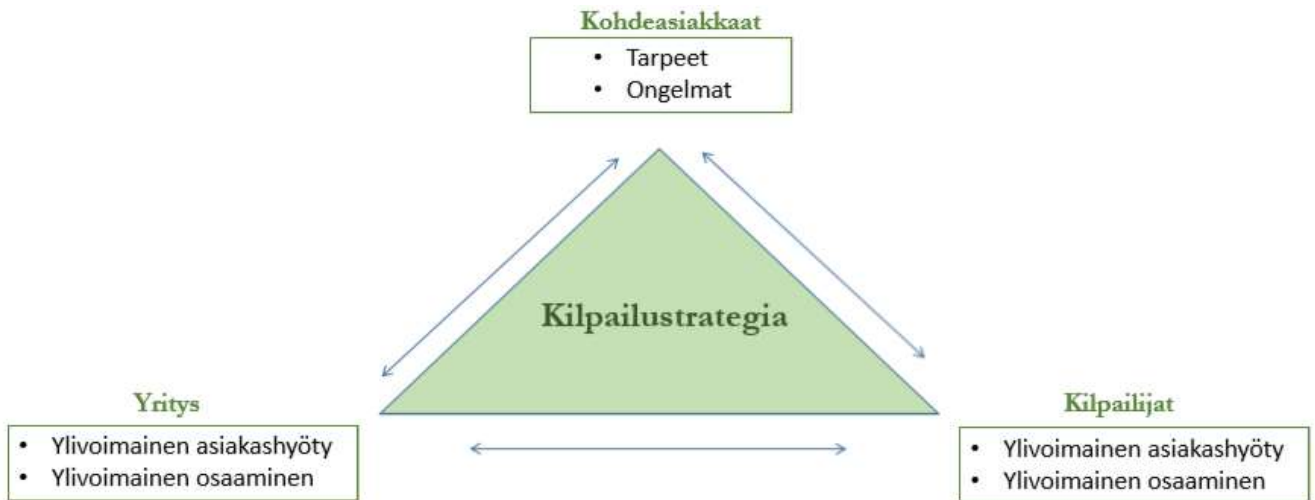 Kohdeasiakkaat
• Tarpeet
• Ongelmat
Kilpailustrategia
Yritys
• Ylivoimainen asiakashyöty
• Ylivoimainen osaaminen
Kilpailijat
• Ylivoimainen asiakashyöty
• Ylivoimainen osaaminen